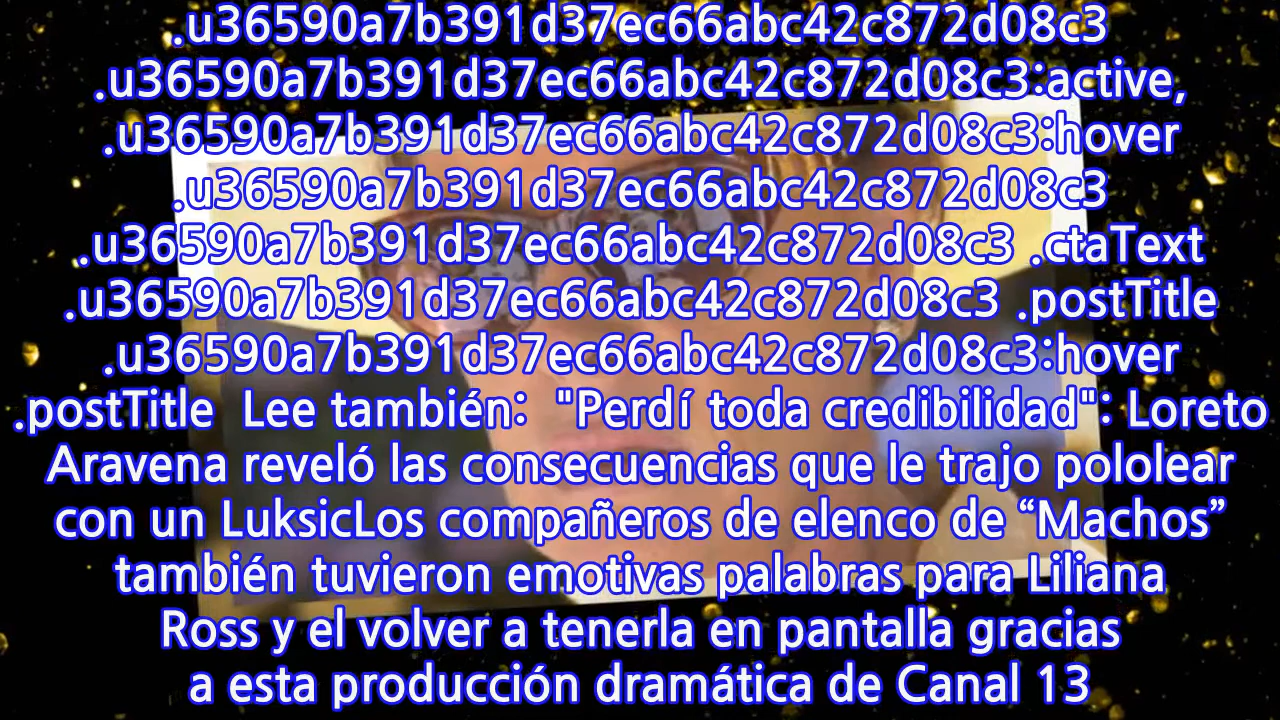 .u36590a7b391d37ec66abc42c872d08c3
.u36590a7b391d37ec66abc42c872d08c3:active,
.u36590a7b391d37ec66abc42c872d08c3:hover
.u36590a7b391d37ec66abc42c872d08c3
.u36590a7b391d37ec66abc42c872d08c3 .ctaText
.u36590a7b391d37ec66abc42c872d08c3 .postTitle
.u36590a7b391d37ec66abc42c872d08c3:hover
.postTitle  Lee también:  "Perdí toda credibilidad": Loreto
Aravena reveló las consecuencias que le trajo pololear
con un LuksicLos compañeros de elenco de “Machos”
también tuvieron emotivas palabras para Liliana
Ross y el volver a tenerla en pantalla gracias
a esta producción dramática de Canal 13